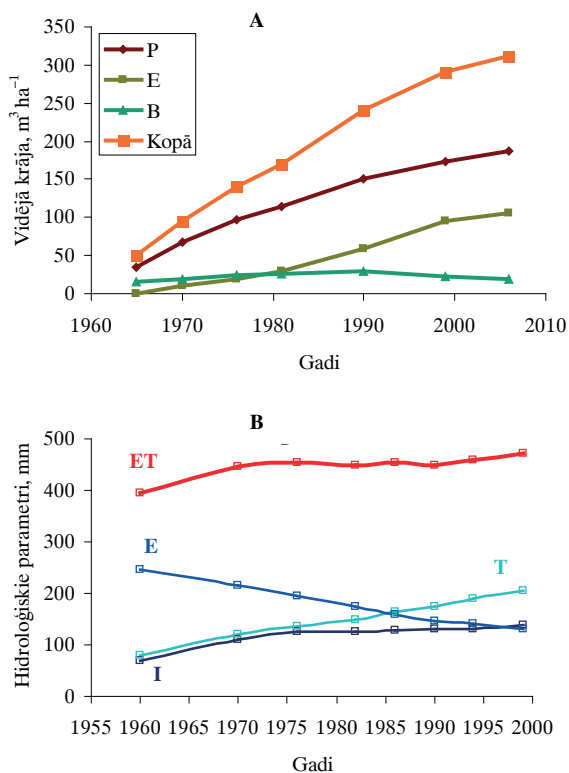 A
Vidējā krāja, m³ ha⁻¹
350
300
250
200
150
100
50
0
P
E
B
Kopā
1960 1970 1980 1990 2000 2010
Gadi
B
Hidroloģiskie parametri, mm
500
400
300
200
100
0
ET
E
T
I
1955 1960 1965 1970 1975 1980 1985 1990 1995 2000
Gadi